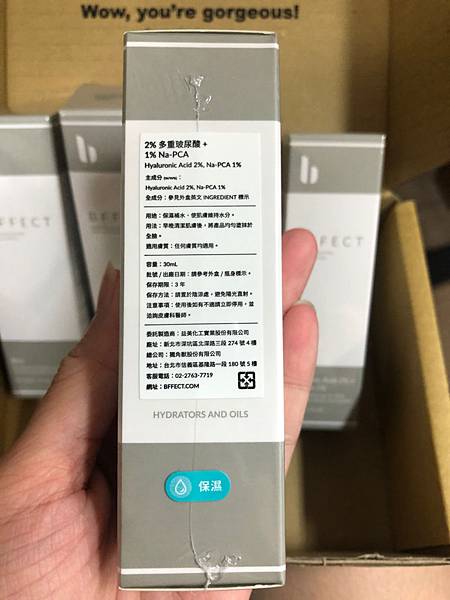 Wow, you're gorgeous!
b
BFFECT
b
FFECT
2% 多重玻尿酸 +
1% Na-PCA
Hyaluronic Acid 2%, Na-PCA 1%
主成分 (W/W%)：
Hyaluronic Acid 2%, Na-PCA 1%
全成分：參見外盒英文 INGREDIENT 標示
用途：保濕補水，使肌膚維持水分。
用法：早晚清潔肌膚後，將產品均勻塗抹於
全臉。
適用膚質：任何膚質均適用。
容量：30mL
批號 / 出廠日期：請參考外盒 / 瓶身標示。
保存期限：3 年
保存方法：請置於陰涼處，避免陽光直射。
注意事項：使用後如有不適請立即停用，並
洽詢皮膚科醫師。
委託製造商：益美化工實業股份有限公司
廠址：新北市深坑區北深路三段 274 號 4 樓
總公司：獨角獸股份有限公司
地址：台北市信義區基隆路一段 180 號 5 樓
客服電話：02-2763-7719
網址：BFFECT.COM
HYDRATORS AND OILS
保濕